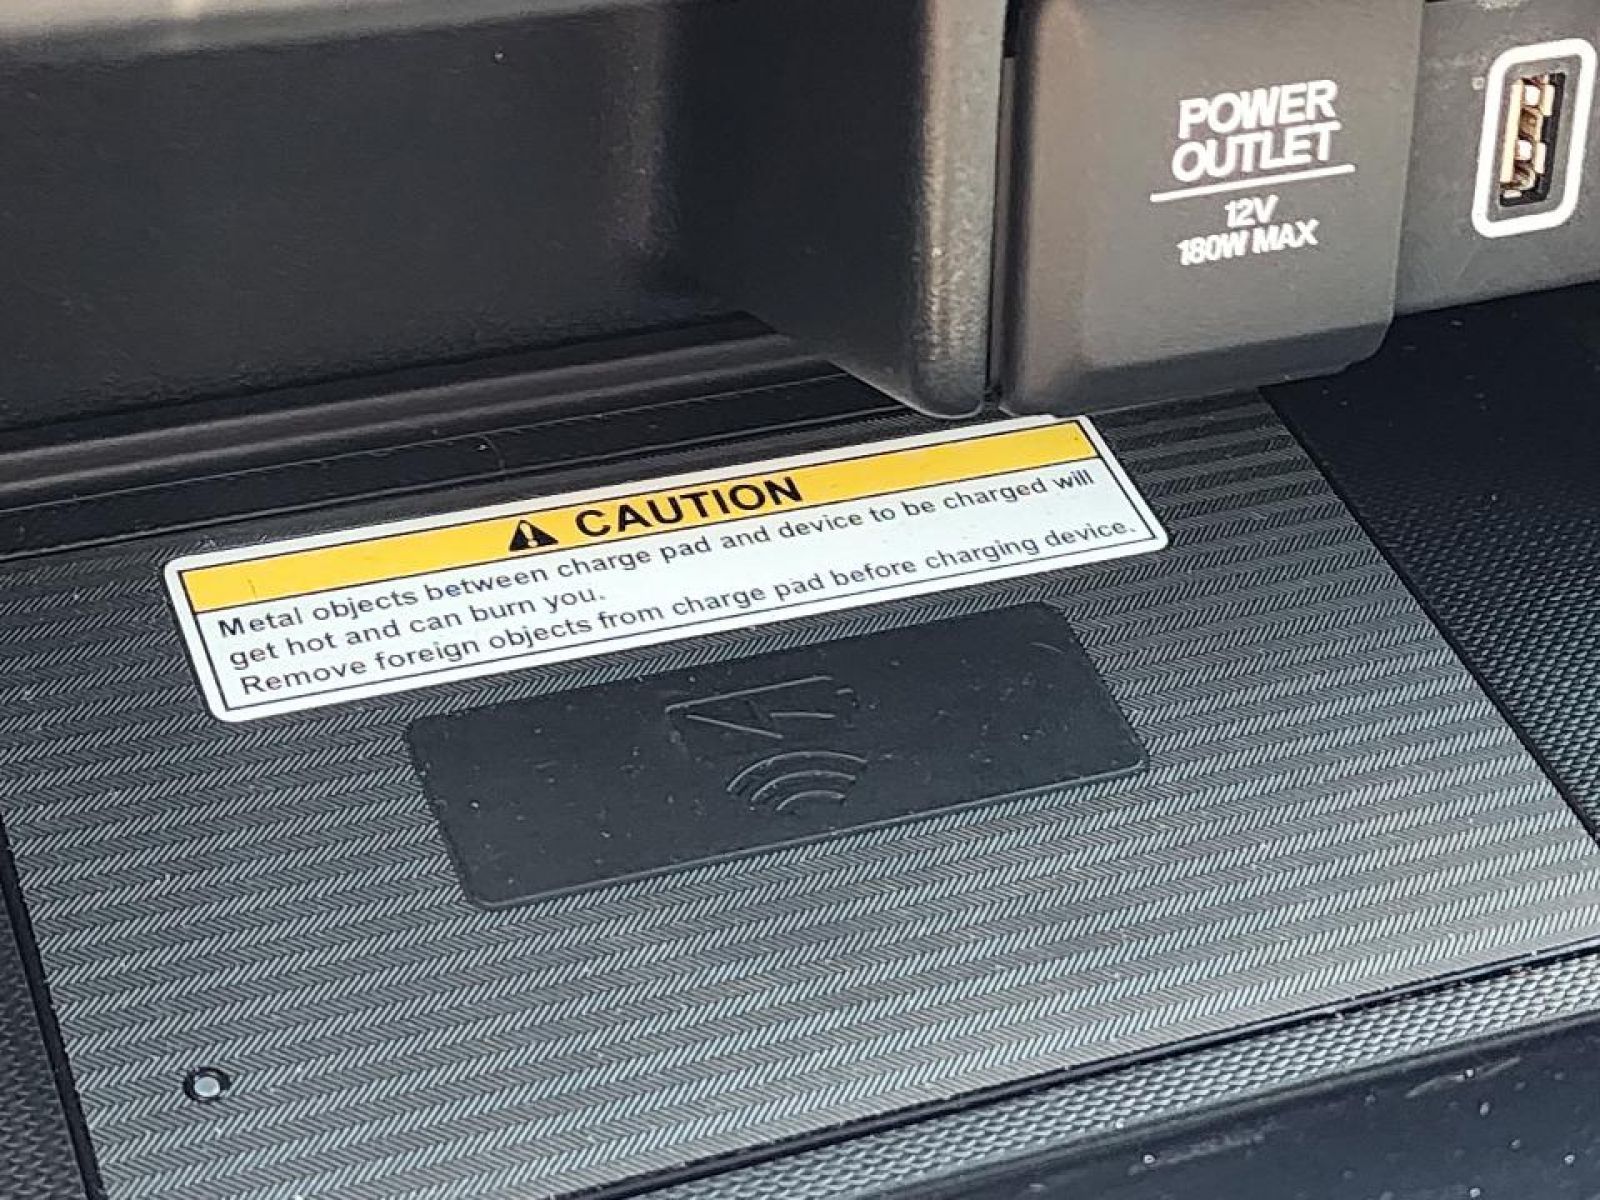 POWER
OUTLET
12V
180W MAX
CAUTION
Metal objects between charge pad and device to be charged will
get hot and can burn you.
Remove foreign objects from charge pad before charging device.